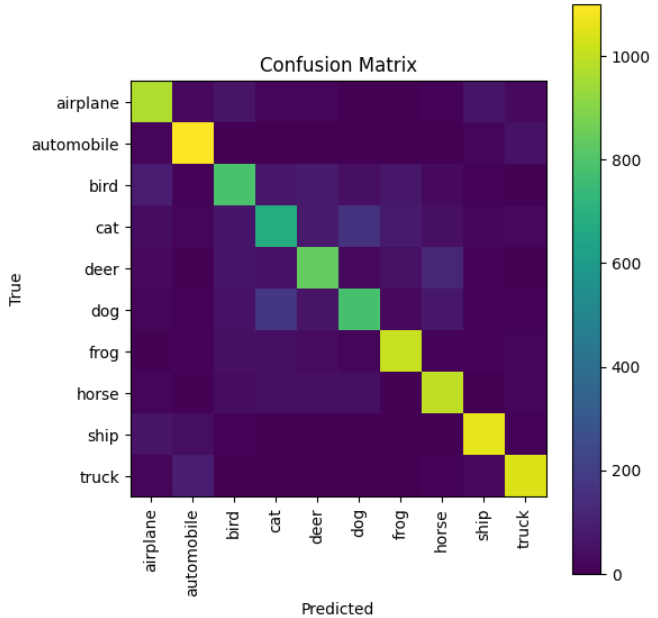 Confusion Matrix
True
airplane
automobile
bird
cat
deer
dog
frog
horse
ship
truck
airplane
automobile
bird
cat
deer
dog
frog
horse
ship
truck
Predicted
1000
800
600
400
200
0